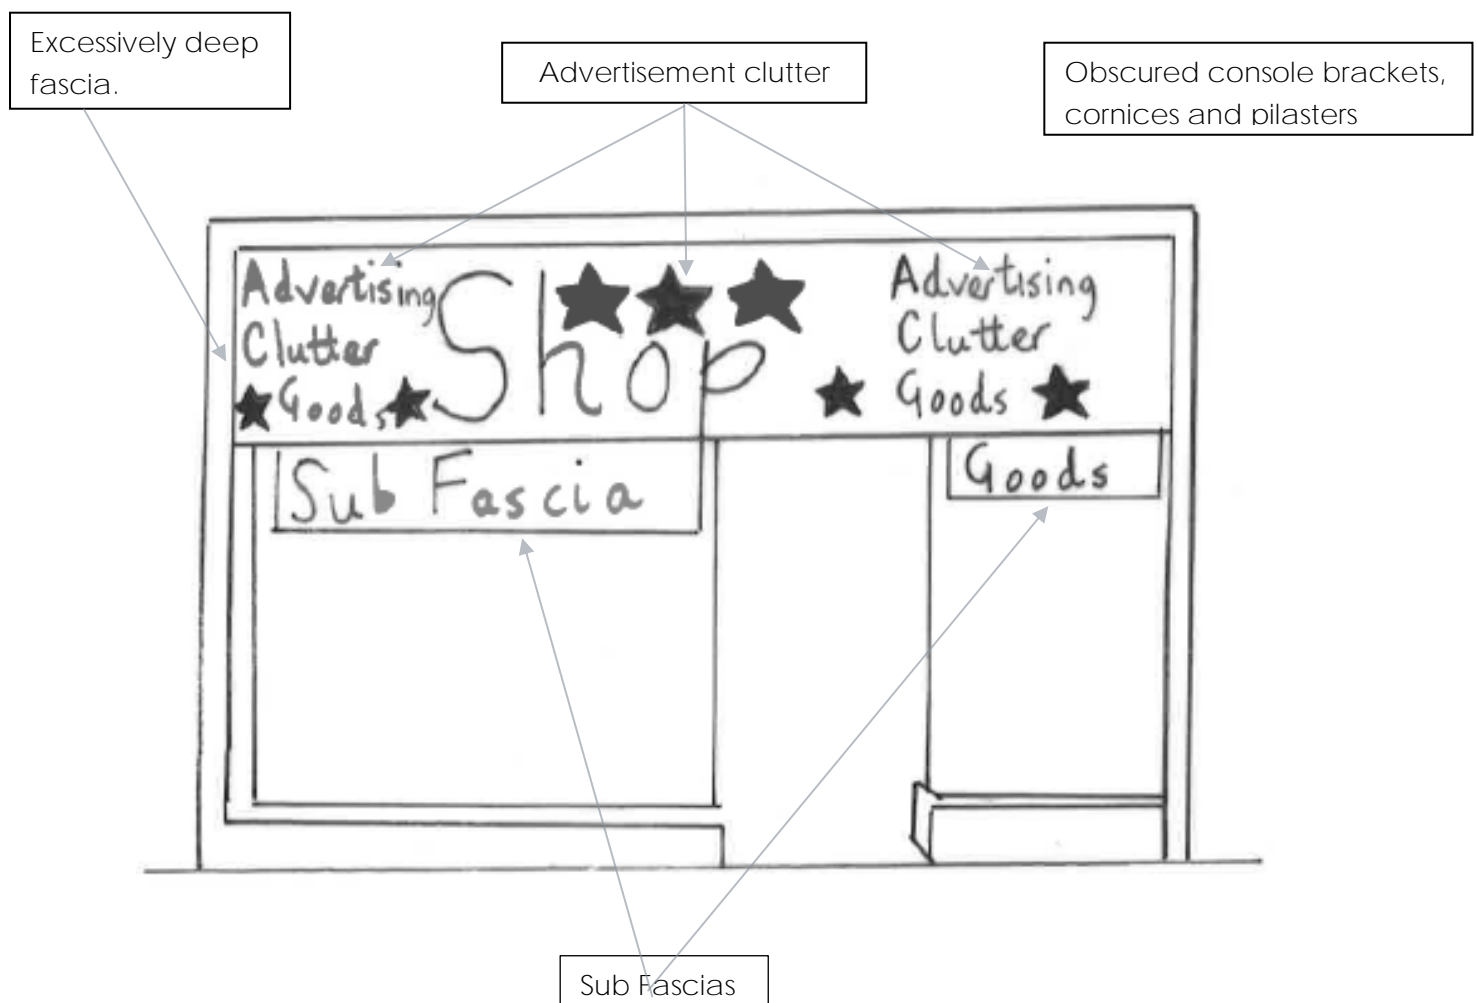 Excessively deep
fascia.
Advertisement clutter
Obscured console brackets,
cornices and pilasters
Advertising
Clutter
Goods
Shop
Advertising
Clutter
Goods
Sub Fascia
Goods
Sub Fascias